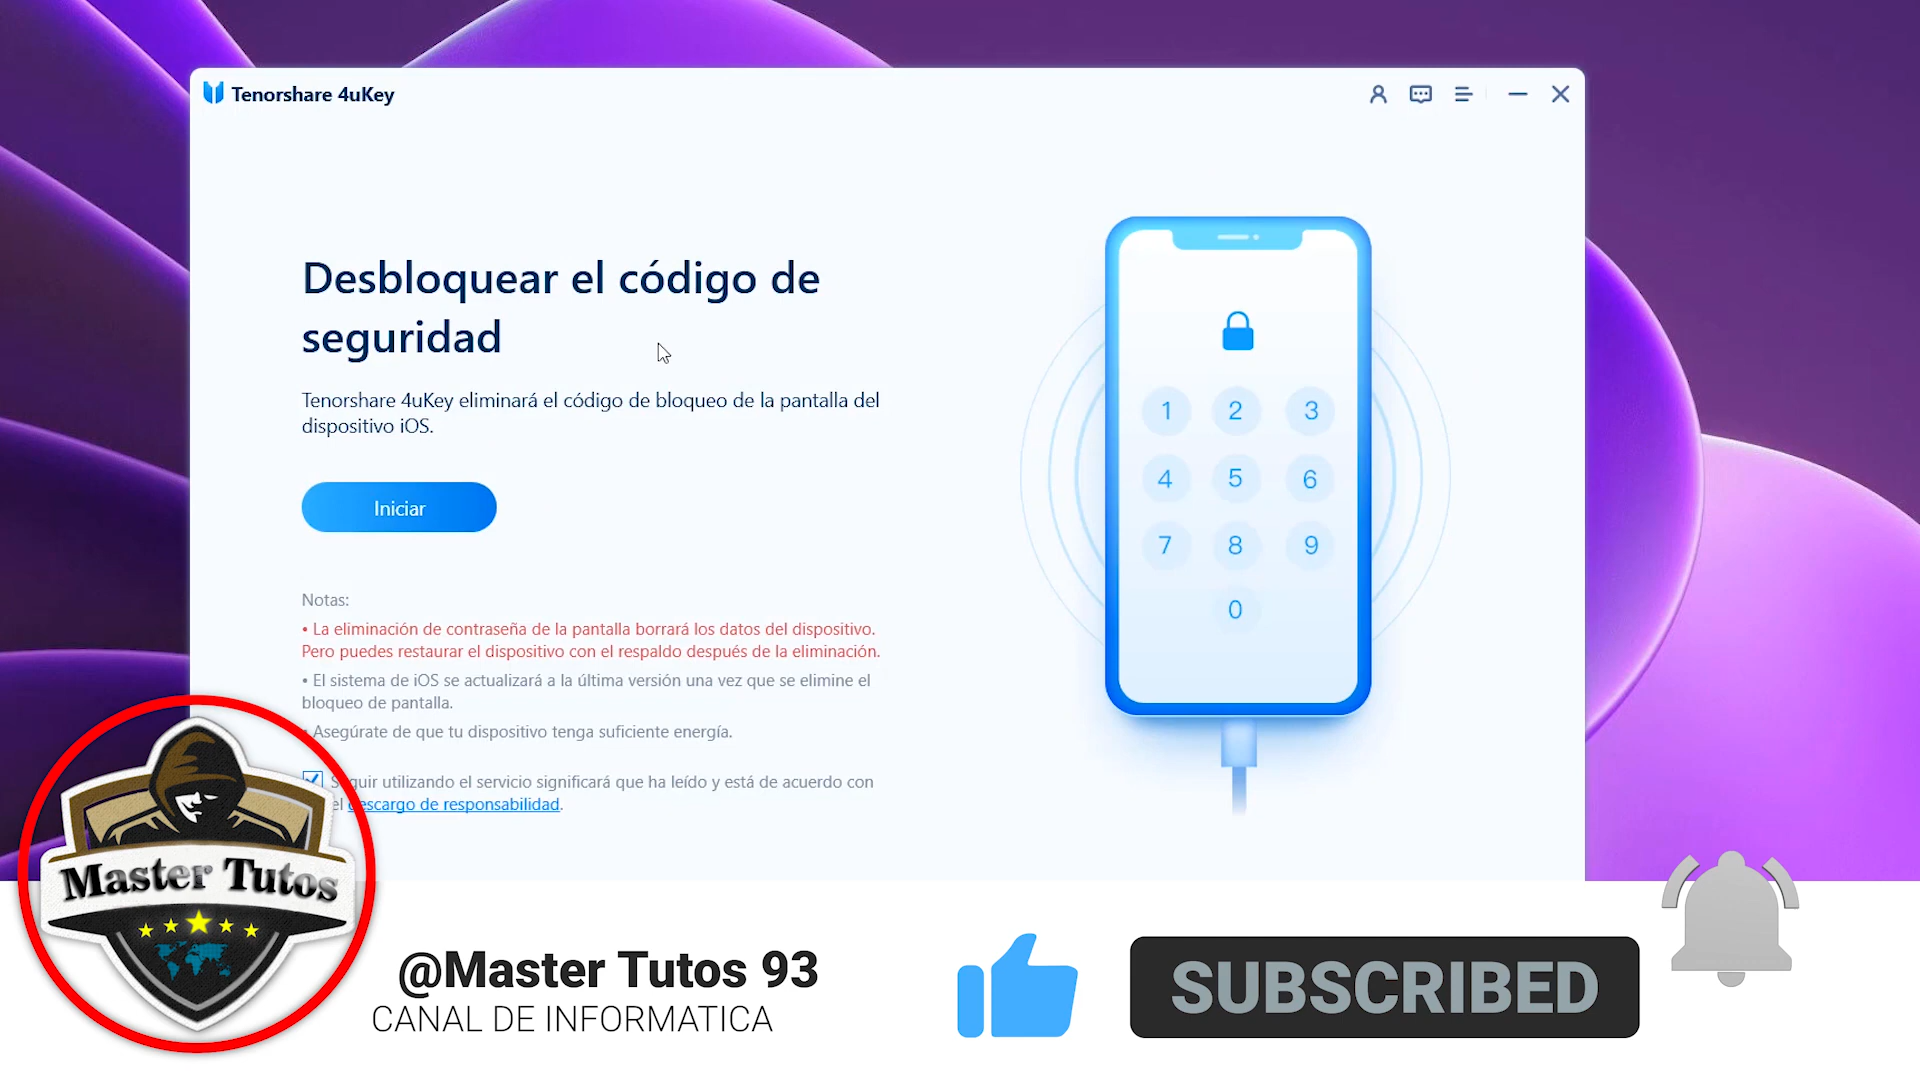 Tenorshare 4uKey
Desbloquear el código de
seguridad
Tenorshare 4uKey eliminará el código de bloqueo de la pantalla del
dispositivo iOS.
Iniciar
Notas:
• La eliminación de contraseña de la pantalla borrará los datos del dispositivo.
Pero puedes restaurar el dispositivo con el respaldo después de la eliminación.
• El sistema de iOS se actualizará a la última versión una vez que se elimine el
bloqueo de pantalla.
• Asegúrate de que tu dispositivo tenga suficiente energía.
Seguir utilizando el servicio significará que ha leído y está de acuerdo con
el descargo de responsabilidad.
1 2 3
4 5 6
7 8 9
0
Master Tutos
@Master Tutos 93
CANAL DE INFORMATICA
SUBSCRIBED